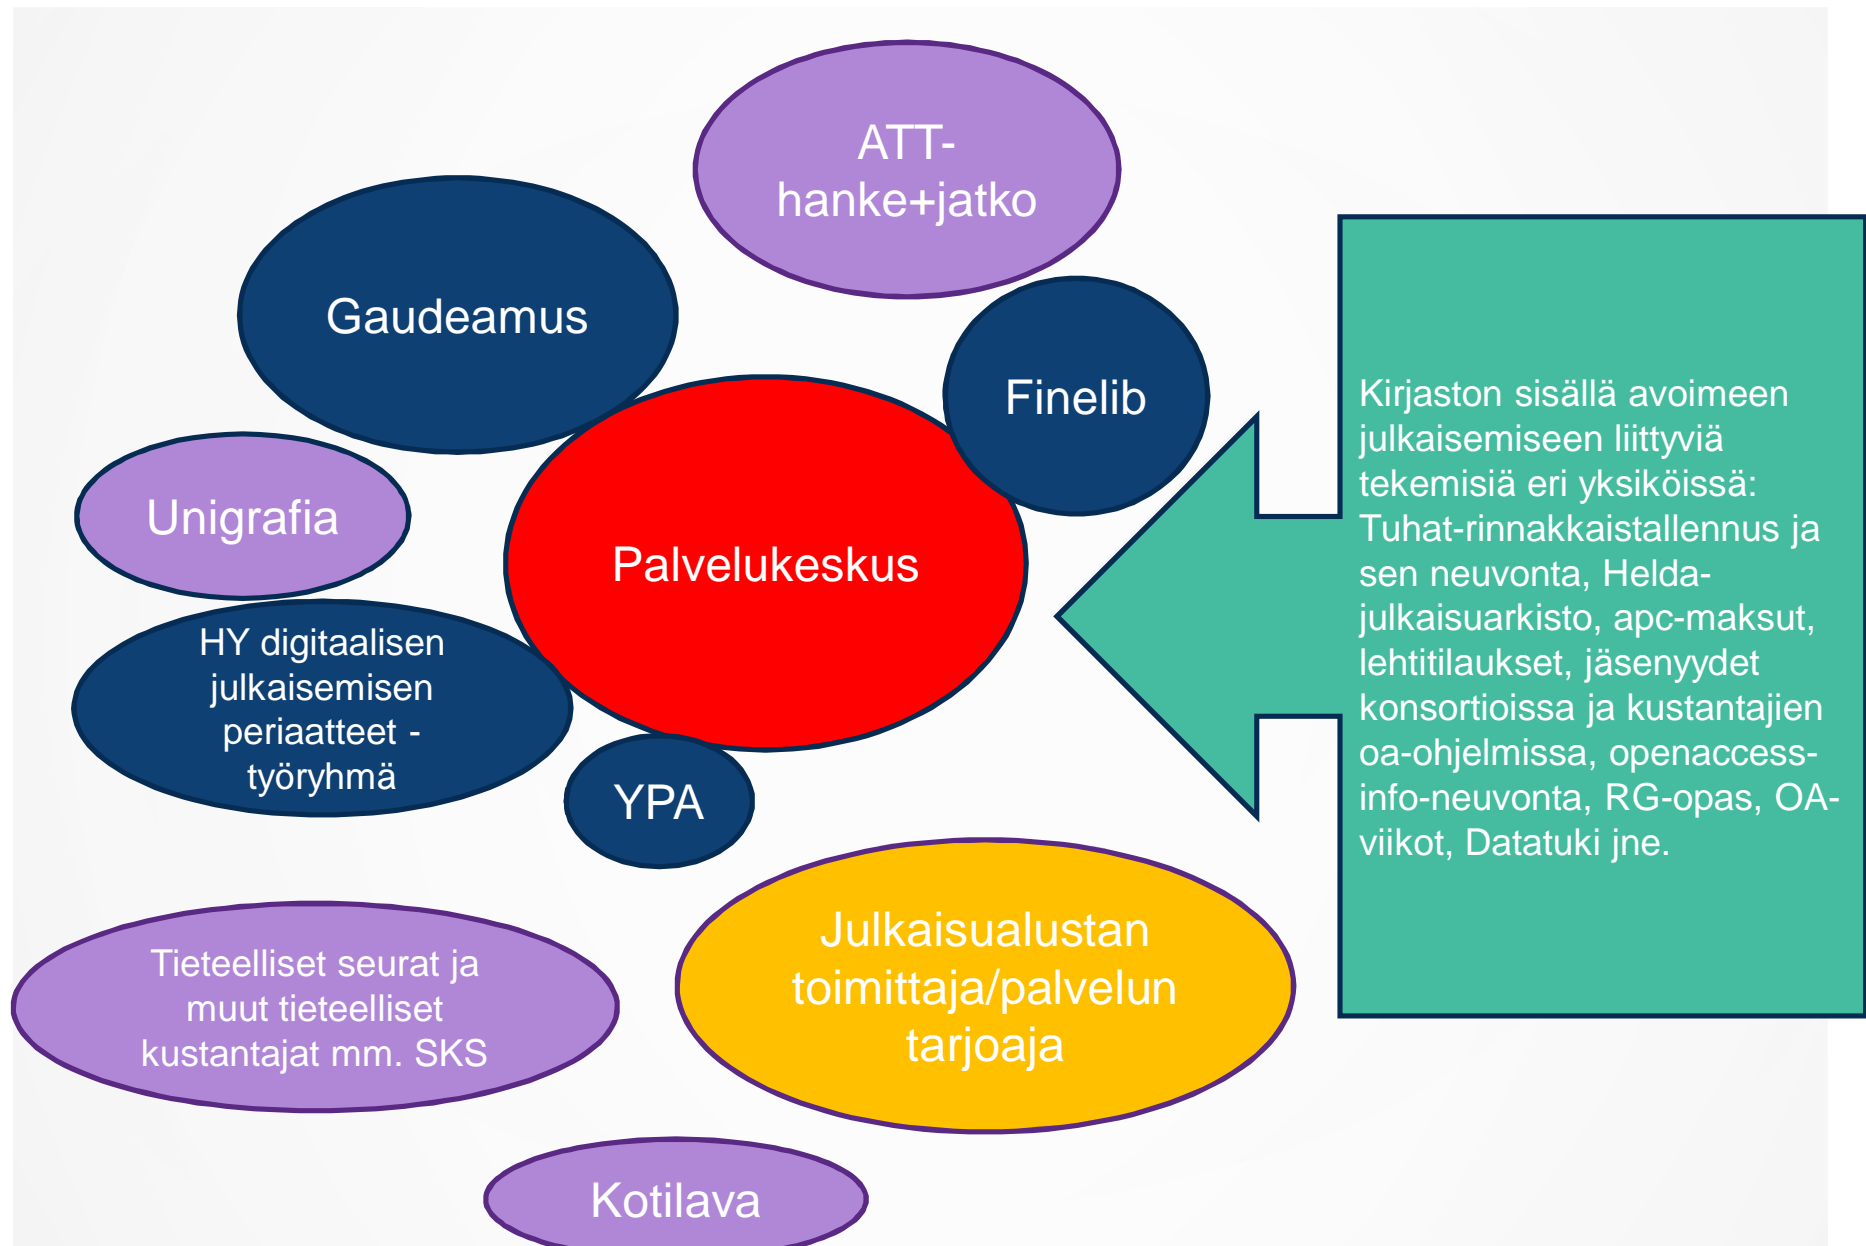 ATT-
hanke+jatko
Gaudeamus
Finelib
Unigrafia
Palvelukeskus
HY digitaalisen
julkaisemisen
periaatteet -
työryhmä
YPA
Kirjaston sisällä avoimeen
julkaisemiseen liittyviä
tekemisiä eri yksiköissä:
Tuhat-rinnakkaistallennus ja
sen neuvonta, Helda-
julkaisuarkisto, apc-maksut,
lehtitilaukset, jäsenyydet
konsortioissa ja kustantajien
oa-ohjelmissa, openaccess-
info-neuvonta, RG-opas, OA-
viikot, Datatuki jne.
Tieteelliset seurat ja
muut tieteelliset
kustantajat mm. SKS
Julkaisualustan
toimittaja/palvelun
tarjoaja
Kotilava